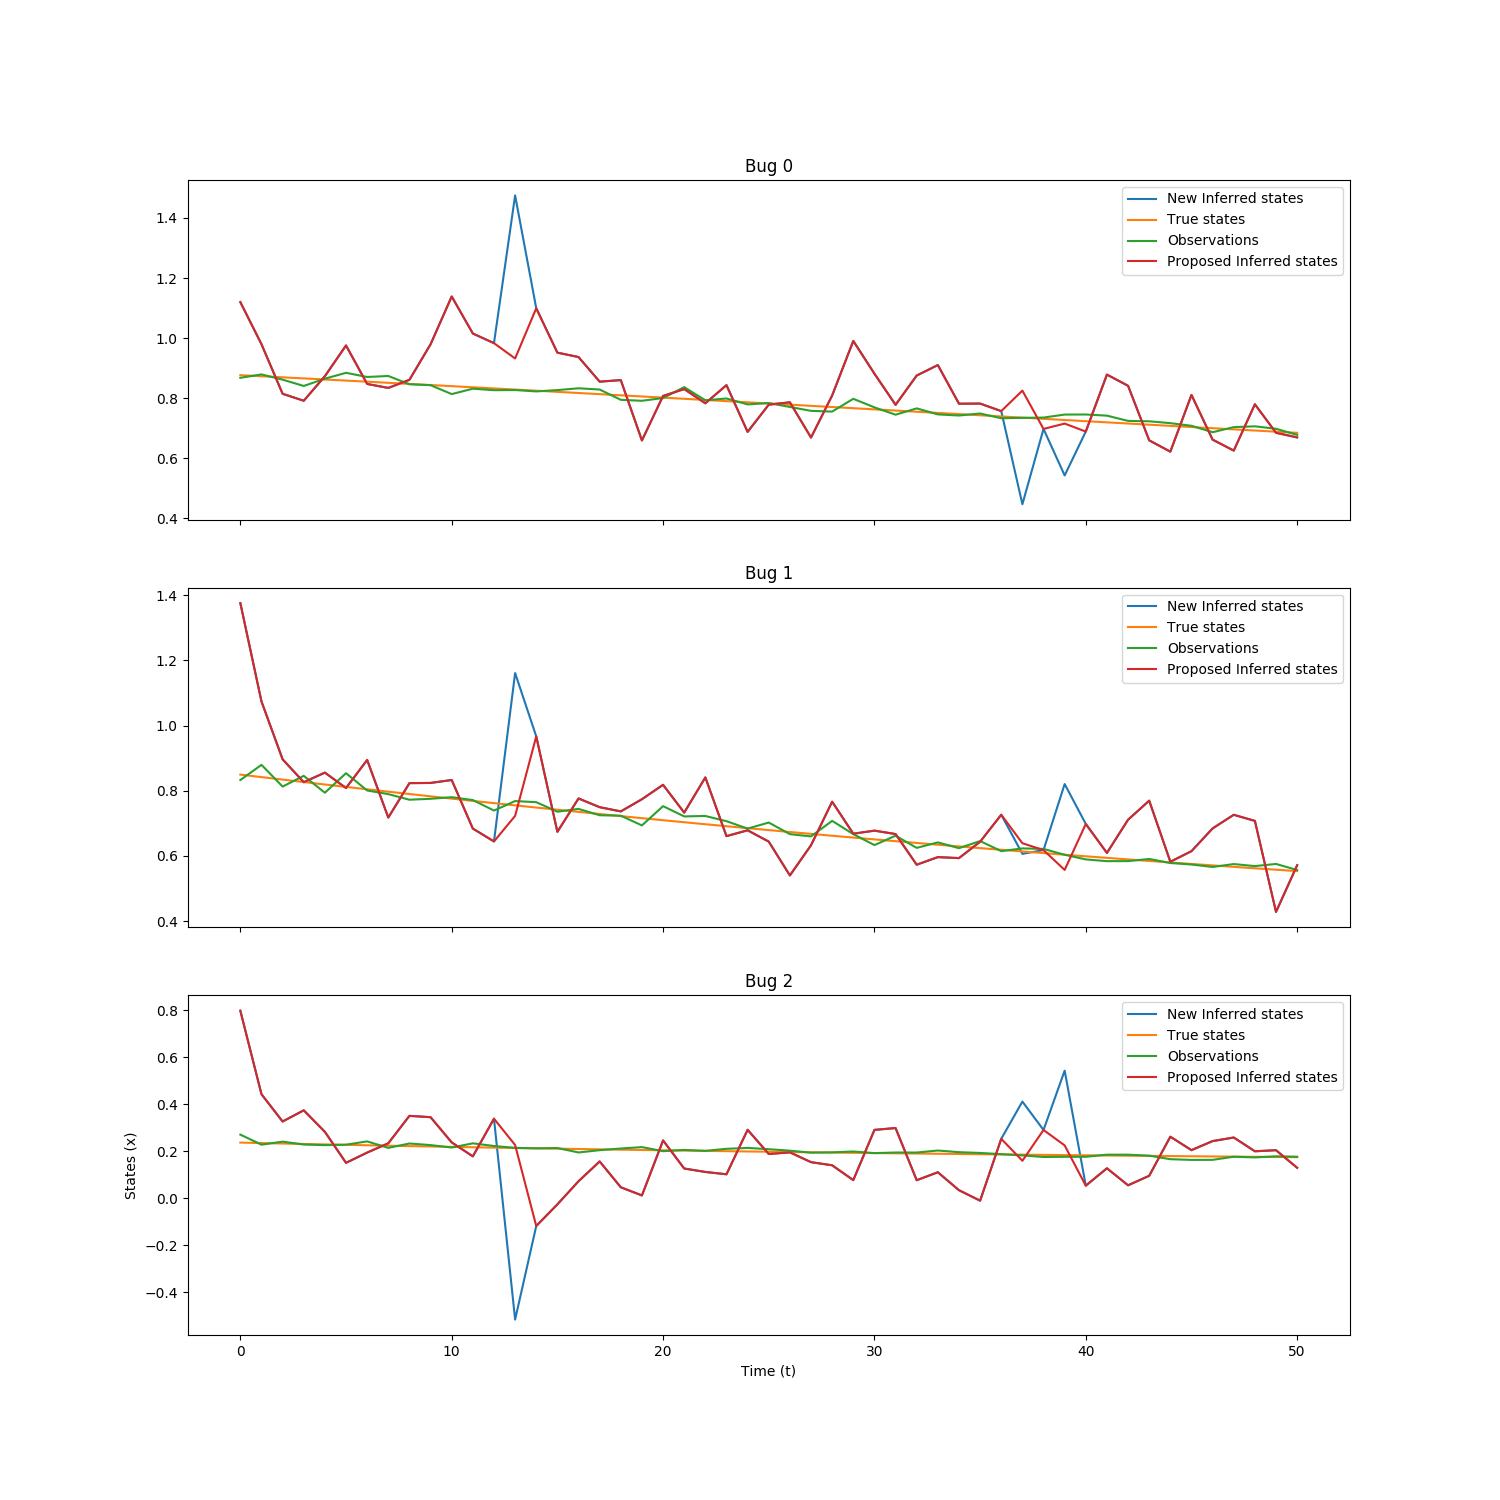 Bug 0
1.4
1.2
1.0
0.8
0.6
0.4
New Inferred states
True states
Observations
Proposed Inferred states
Bug 1
1.4
1.2
1.0
0.8
0.6
0.4
New Inferred states
True states
Observations
Proposed Inferred states
Bug 2
States (x)
0.8
0.6
0.4
0.2
0.0
−0.2
−0.4
New Inferred states
True states
Observations
Proposed Inferred states
0 10 20 30 40 50
Time (t)